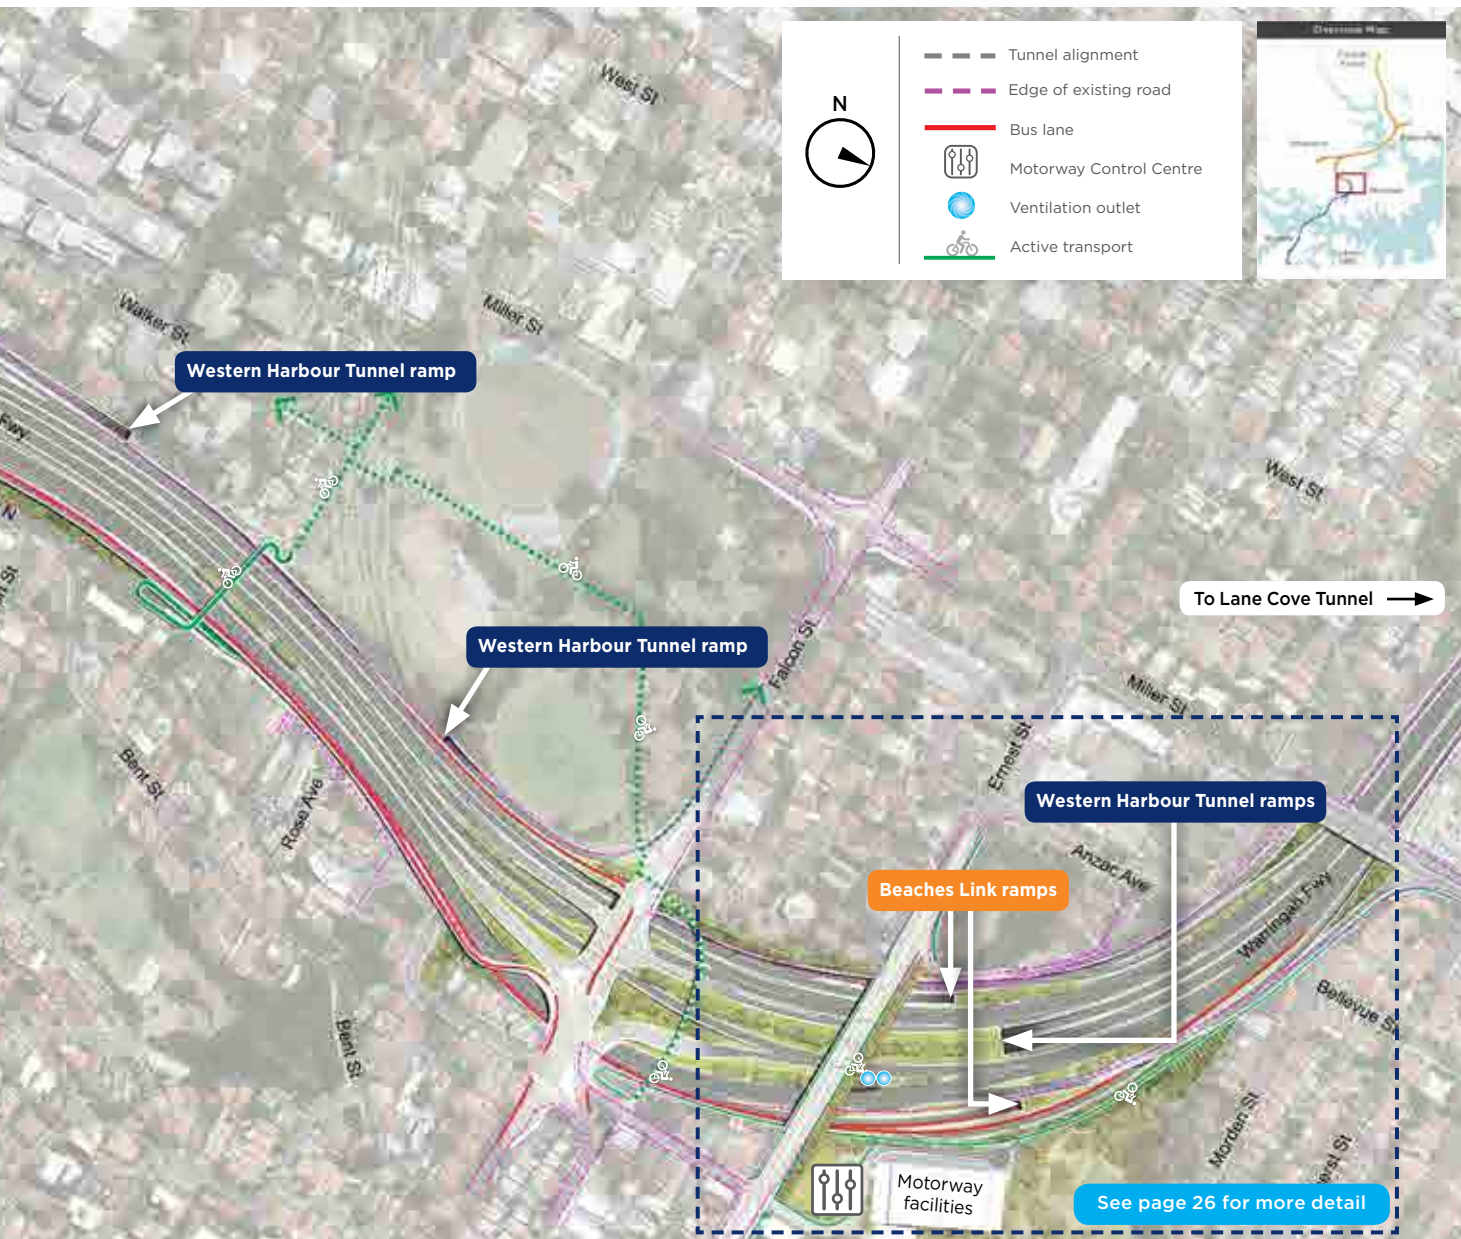 N
Tunnel alignment
Edge of existing road
Bus lane
Motorway Control Centre
Ventilation outlet
Active transport
Overview Map
West St
Walker St
Miller St
Western Harbour Tunnel ramp
Fwy
West St
To Lane Cove Tunnel
Western Harbour Tunnel ramp
Falcon St
Miller St
Ernest St
Bent St
Rose Ave
Western Harbour Tunnel ramps
Anzac Ave
Beaches Link ramps
Warringah Fwy
Bellevue St
Bent St
Morden St
Motorway
facilities
See page 26 for more detail